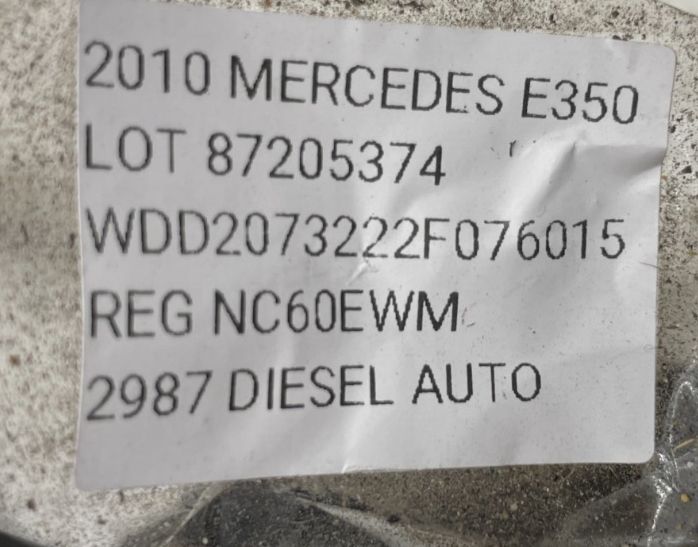 2010 MERCEDES E350
LOT 87205374
WDD2073222F076015
REG NC60EWM
2987 DIESEL AUTO